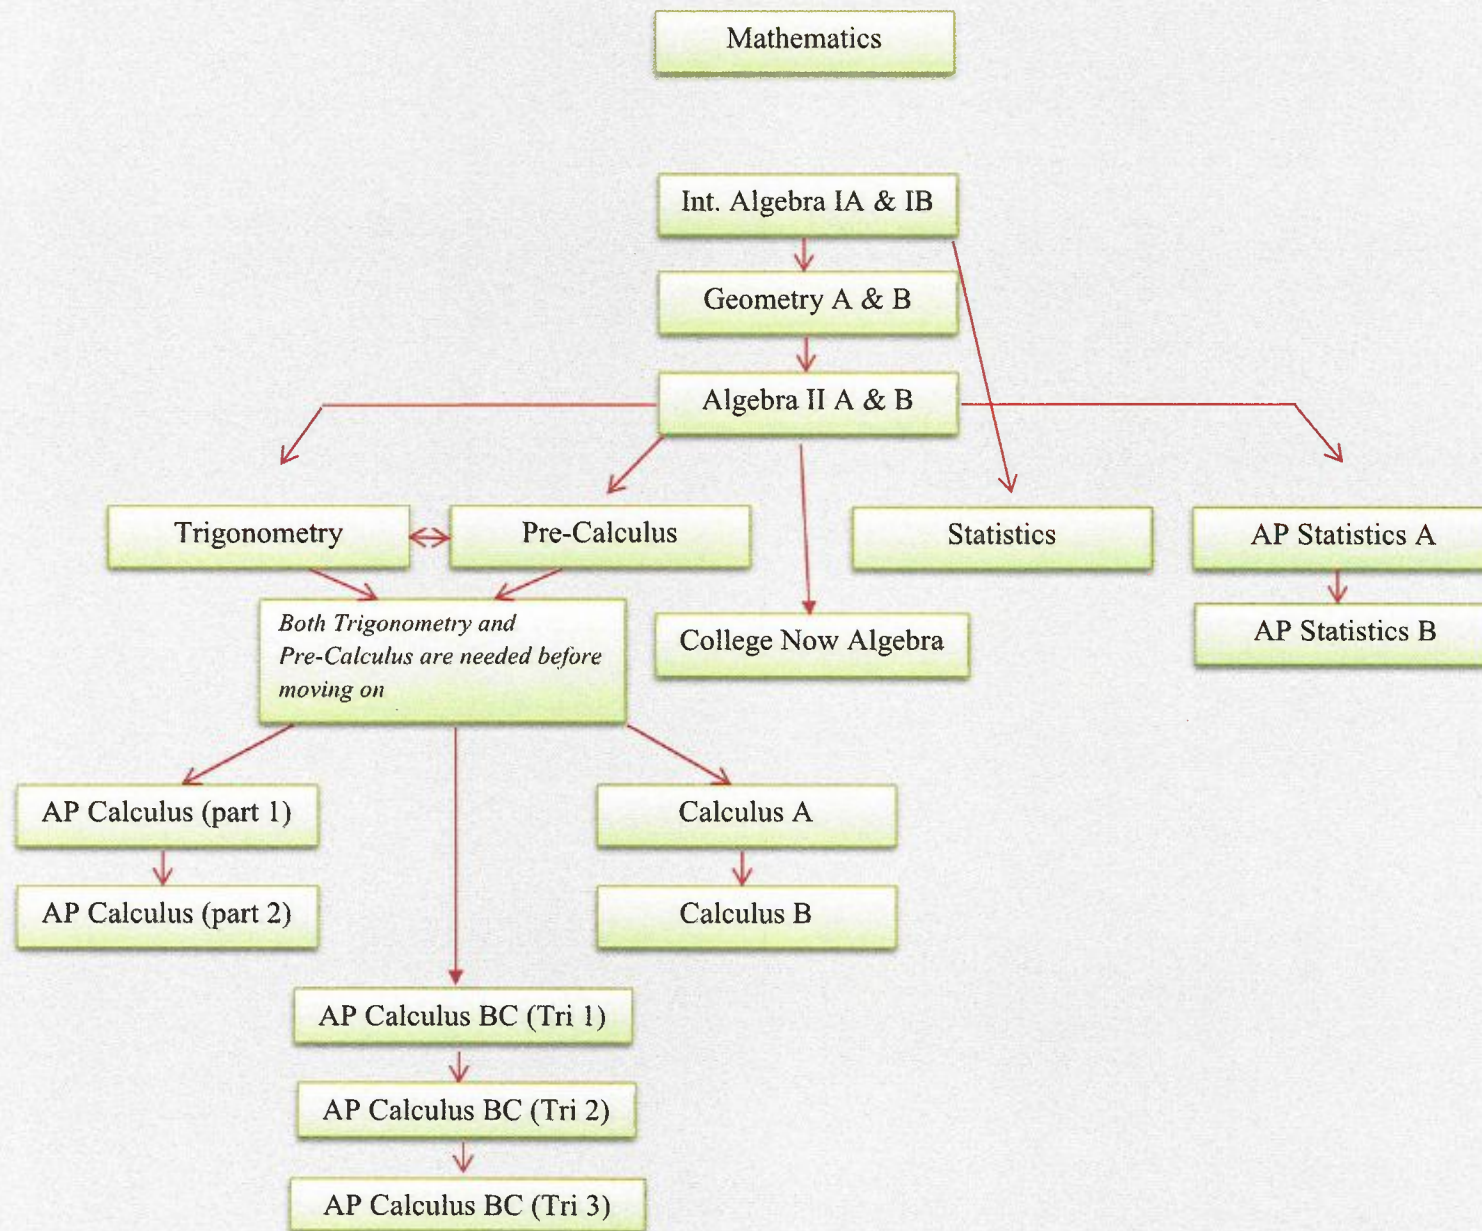 Mathematics
Int. Algebra IA & IB
Geometry A & B
Algebra II A & B
Trigonometry
Pre-Calculus
Statistics
AP Statistics A
Both Trigonometry and
Pre-Calculus are needed before
moving on
College Now Algebra
AP Statistics B
AP Calculus (part 1)
Calculus A
AP Calculus (part 2)
Calculus B
AP Calculus BC (Tri 1)
AP Calculus BC (Tri 2)
AP Calculus BC (Tri 3)